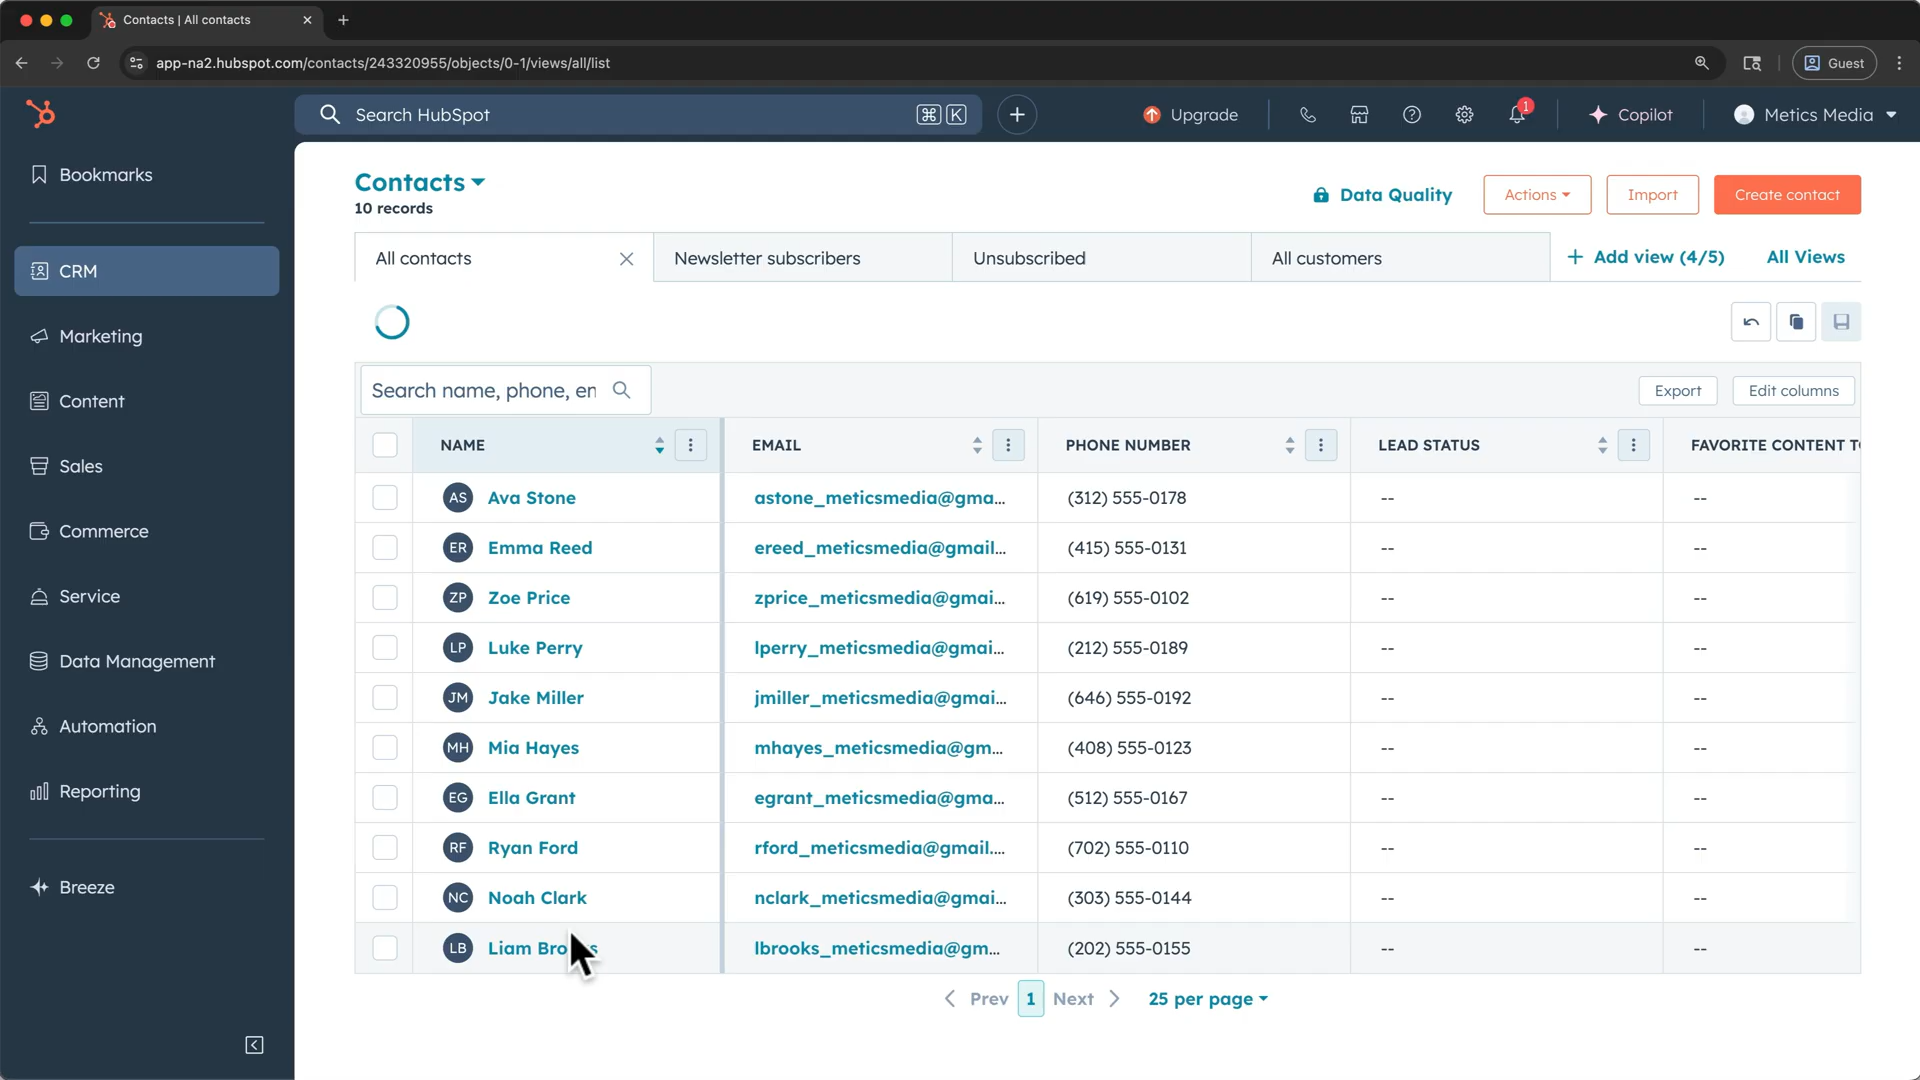 Contacts | All contacts
app-na2.hubspot.com/contacts/243320955/objects/0-1/views/all/list
Guest
Search HubSpot
⌘ K
Upgrade
1
Copilot
Metics Media
Bookmarks
CRM
Marketing
Content
Sales
Commerce
Service
Data Management
Automation
Reporting
Breeze
Contacts
10 records
Data Quality
Actions
Import
Create contact
All contacts
Newsletter subscribers
Unsubscribed
All customers
+ Add view (4/5)
All Views
Search name, phone, en
Export
Edit columns
NAME EMAIL PHONE NUMBER LEAD STATUS FAVORITE CONTENT TO
AS Ava Stone astone_meticsmedia@gma... (312) 555-0178 -- --
ER Emma Reed ereed_meticsmedia@gmail... (415) 555-0131 -- --
ZP Zoe Price zprice_meticsmedia@gmai... (619) 555-0102 -- --
LP Luke Perry lperry_meticsmedia@gmai... (212) 555-0189 -- --
JM Jake Miller jmiller_meticsmedia@gmai... (646) 555-0192 -- --
MH Mia Hayes mhayes_meticsmedia@gm... (408) 555-0123 -- --
EG Ella Grant egrant_meticsmedia@gma... (512) 555-0167 -- --
RF Ryan Ford rford_meticsmedia@gmail.... (702) 555-0110 -- --
NC Noah Clark nclark_meticsmedia@gmai... (303) 555-0144 -- --
LB Liam Brooks lbrooks_meticsmedia@gm... (202) 555-0155 -- --
Prev 1 Next 25 per page